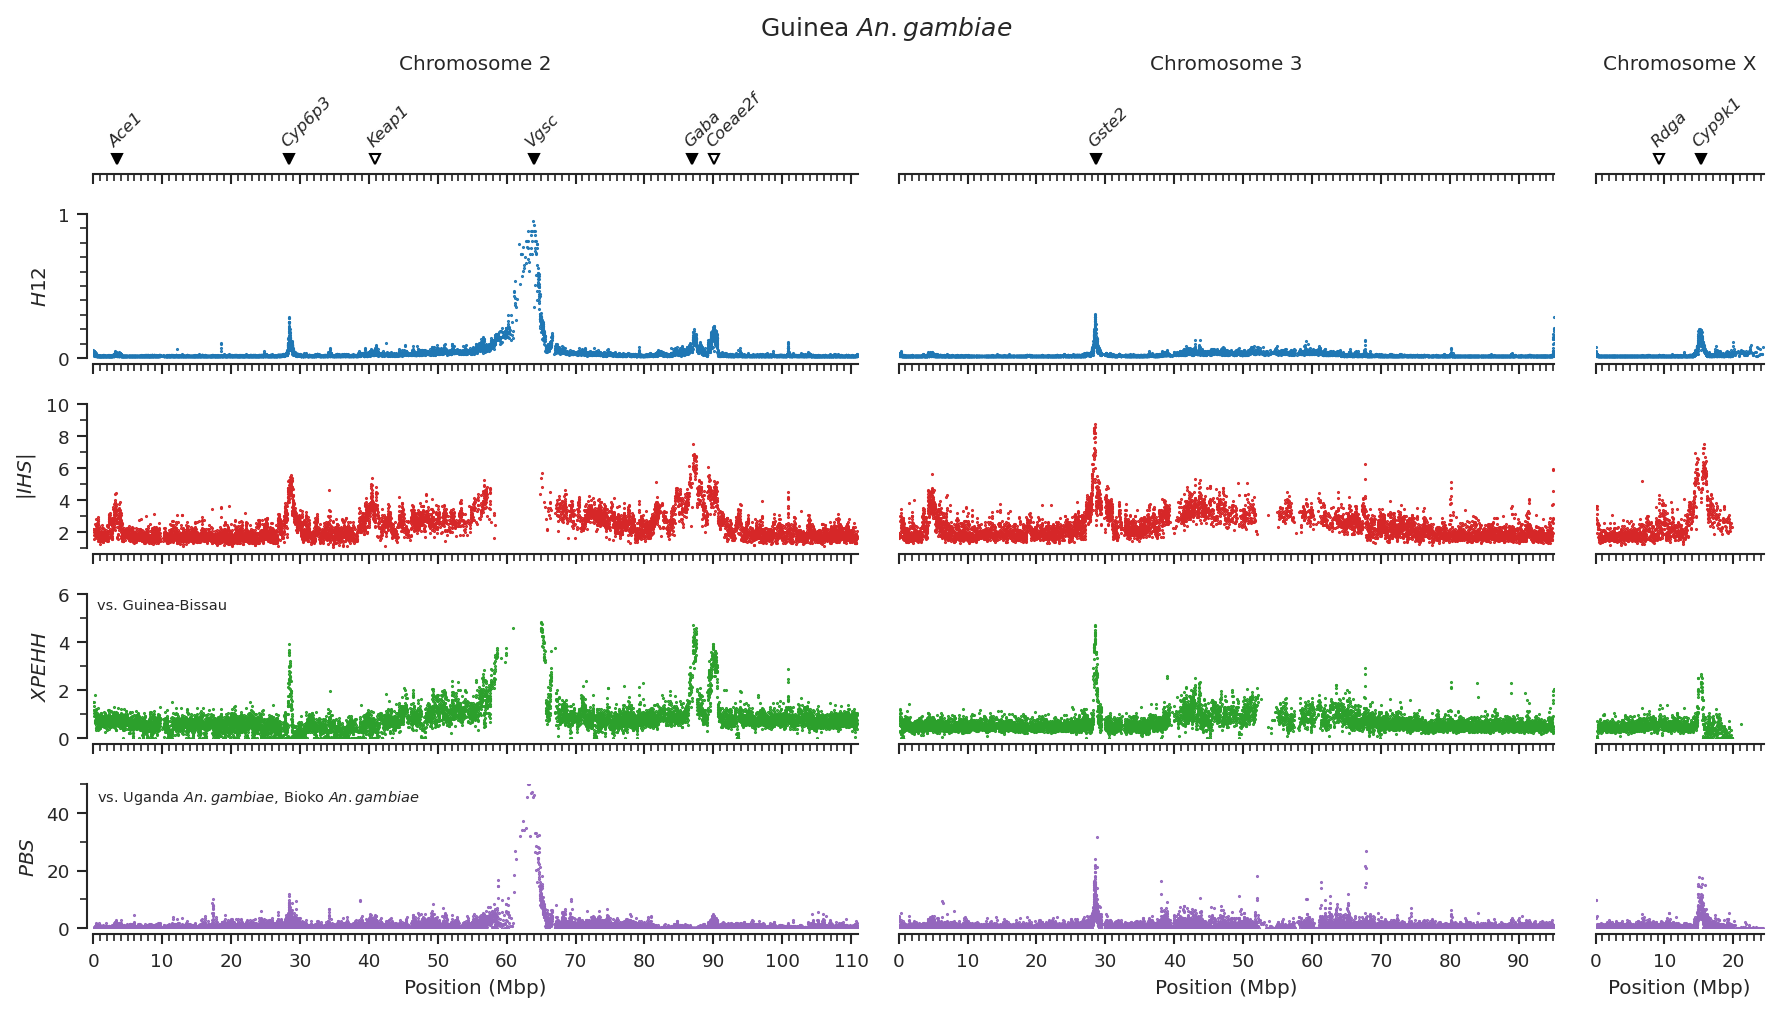 Guinea An. gambiae
Chromosome 2 Chromosome 3 Chromosome X
Ace1 Cyp6p3 Keap1 Vgsc Gaba Coeae2f Gste2 Rdga Cyp9k1
1
H12
0
10
8
6
|IHS|
4
2
6
vs. Guinea-Bissau
4
XPEHH
2
0
vs. Uganda An. gambiae, Bioko An. gambiae
40
PBS
20
0
0 10 20 30 40 50 60 70 80 90 100 110 0 10 20 30 40 50 60 70 80 90 0 10 20
Position (Mbp) Position (Mbp) Position (Mbp)